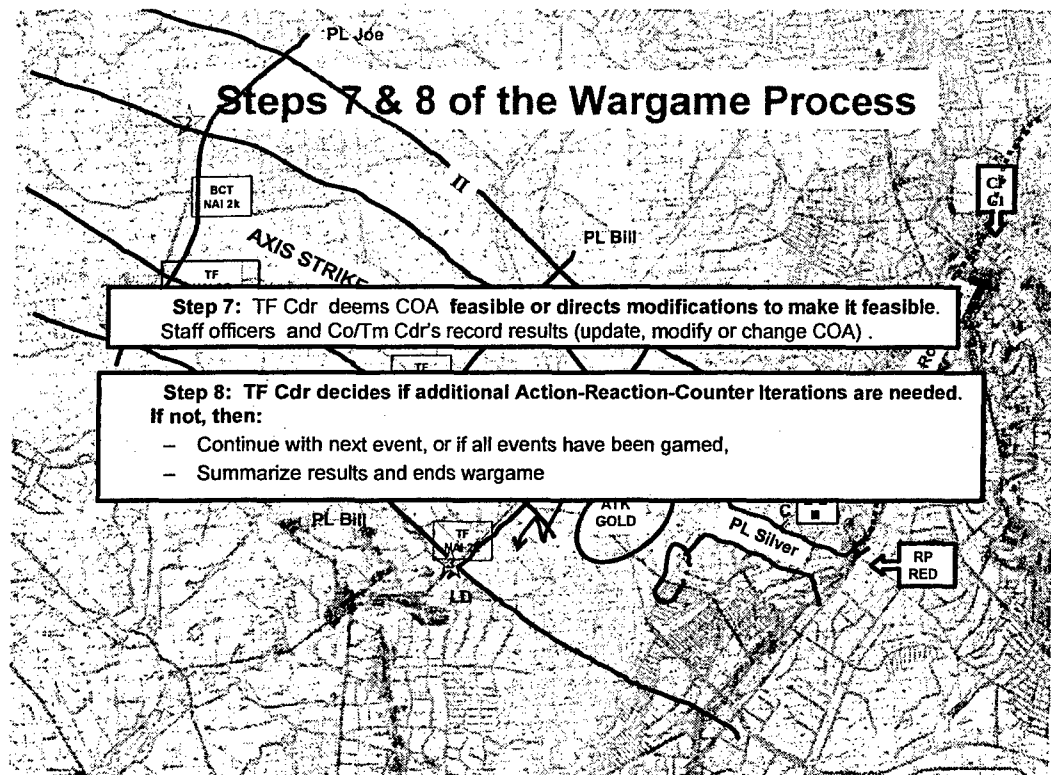 PL Joe
Steps 7 & 8 of the Wargame Process
II
BCT
NAI 2k
PL Bill
AXIS STRIKE
TF
Step 7: TF Cdr deems COA feasible or directs modifications to make it feasible.
Staff officers and Co/Tm Cdr's record results (update, modify or change COA) .
TF
Step 8: TF Cdr decides if additional Action-Reaction-Counter Iterations are needed.
If not, then:
– Continue with next event, or if all events have been gamed,
– Summarize results and ends wargame
ATK
GOLD
C
PL Bill
TF
PL Silver
RP
RED
LD